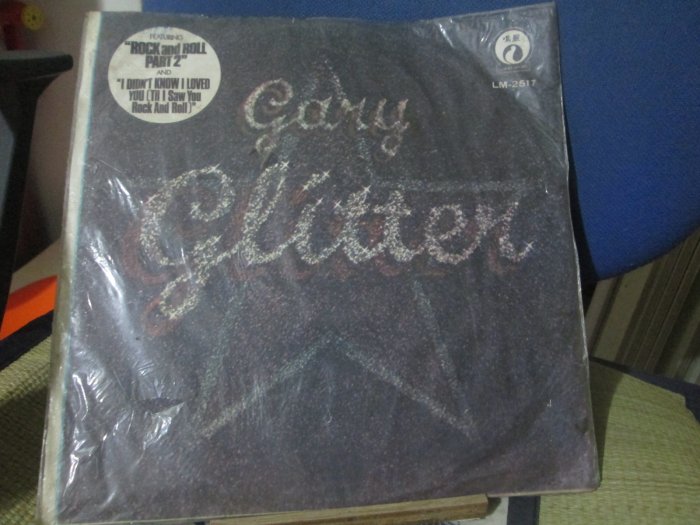 FEATURING
"ROCK and ROLL
PART 2"
AND
"I DIDN'T KNOW I LOVED
YOU (Til I Saw You
Rock And Roll)"
LM-2517
Gary
Glitter